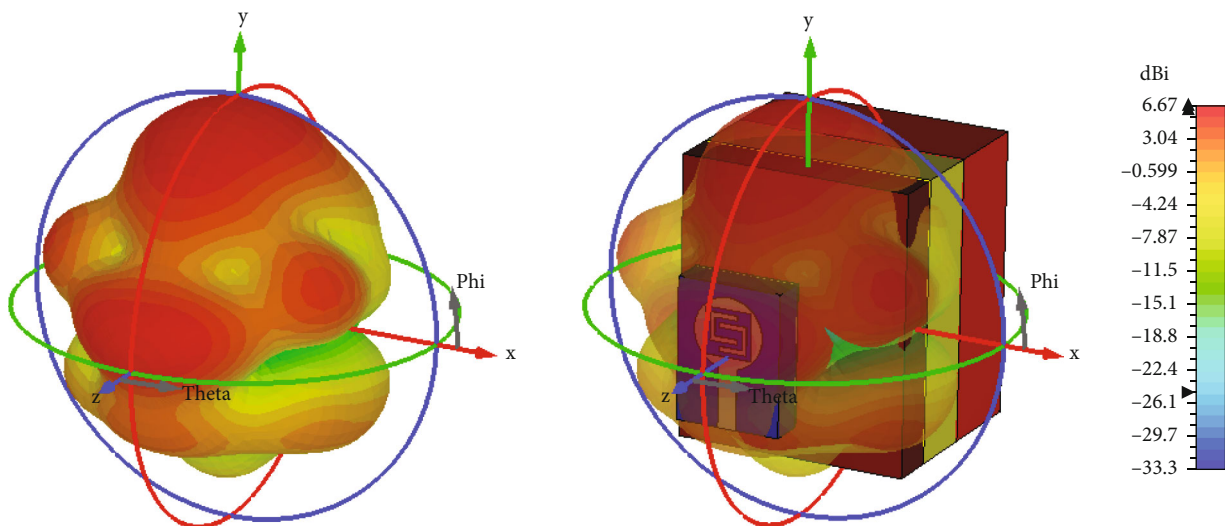 y
Phi
x
z
Theta
y
Phi
x
z
Theta
dBi
6.67
3.04
–0.599
–4.24
–7.87
–11.5
–15.1
–18.8
–22.4
–26.1
–29.7
–33.3